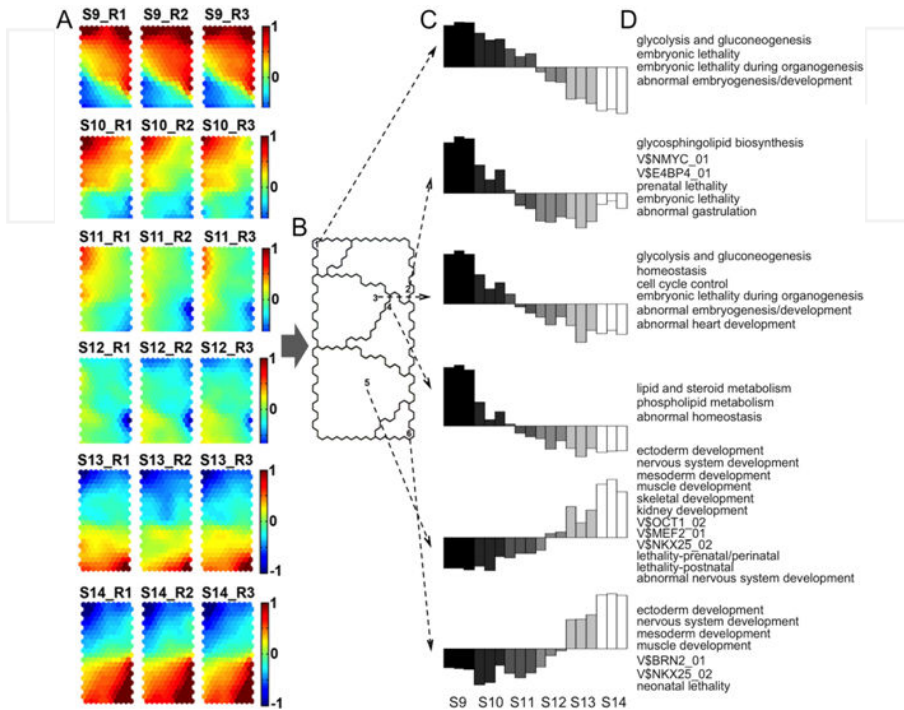 A
S9_R1 S9_R2 S9_R3
1
0
S10_R1 S10_R2 S10_R3
1
0
S11_R1 S11_R2 S11_R3
1
0
S12_R1 S12_R2 S12_R3
1
0
S13_R1 S13_R2 S13_R3
0
-1
S14_R1 S14_R2 S14_R3
1
0
-1
B
1
2
3
4
5
6
C
S9 S10 S11 S12 S13 S14
D
glycolysis and gluconeogenesis
embryonic lethality
embryonic lethality during organogenesis
abnormal embryogenesis/development
glycosphingolipid biosynthesis
V$NMYC_01
V$E4BP4_01
prenatal lethality
embryonic lethality
abnormal gastrulation
glycolysis and gluconeogenesis
homeostasis
cell cycle control
embryonic lethality during organogenesis
abnormal embryogenesis/development
abnormal heart development
lipid and steroid metabolism
phospholipid metabolism
abnormal homeostasis
ectoderm development
nervous system development
mesoderm development
muscle development
skeletal development
kidney development
V$OCT1_02
V$MEF2_01
V$NKX25_02
lethality-prenatal/perinatal
lethality-postnatal
abnormal nervous system development
ectoderm development
nervous system development
mesoderm development
muscle development
V$BRN2_01
V$NKX25_02
neonatal lethality